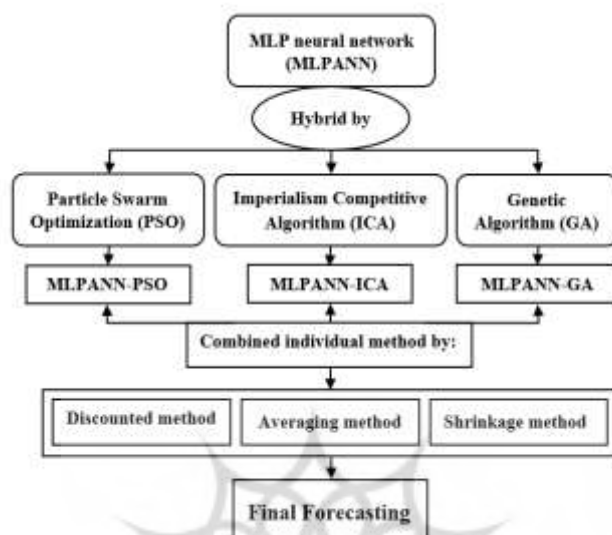 MLP neural network
(MLPANN)
Hybrid by
Particle Swarm
Optimization (PSO)
Imperialism Competitive
Algorithm (ICA)
Genetic
Algorithm (GA)
MLPANN-PSO
MLPANN-ICA
MLPANN-GA
Combined individual method by:
Discounted method
Averaging method
Shrinkage method
Final Forecasting